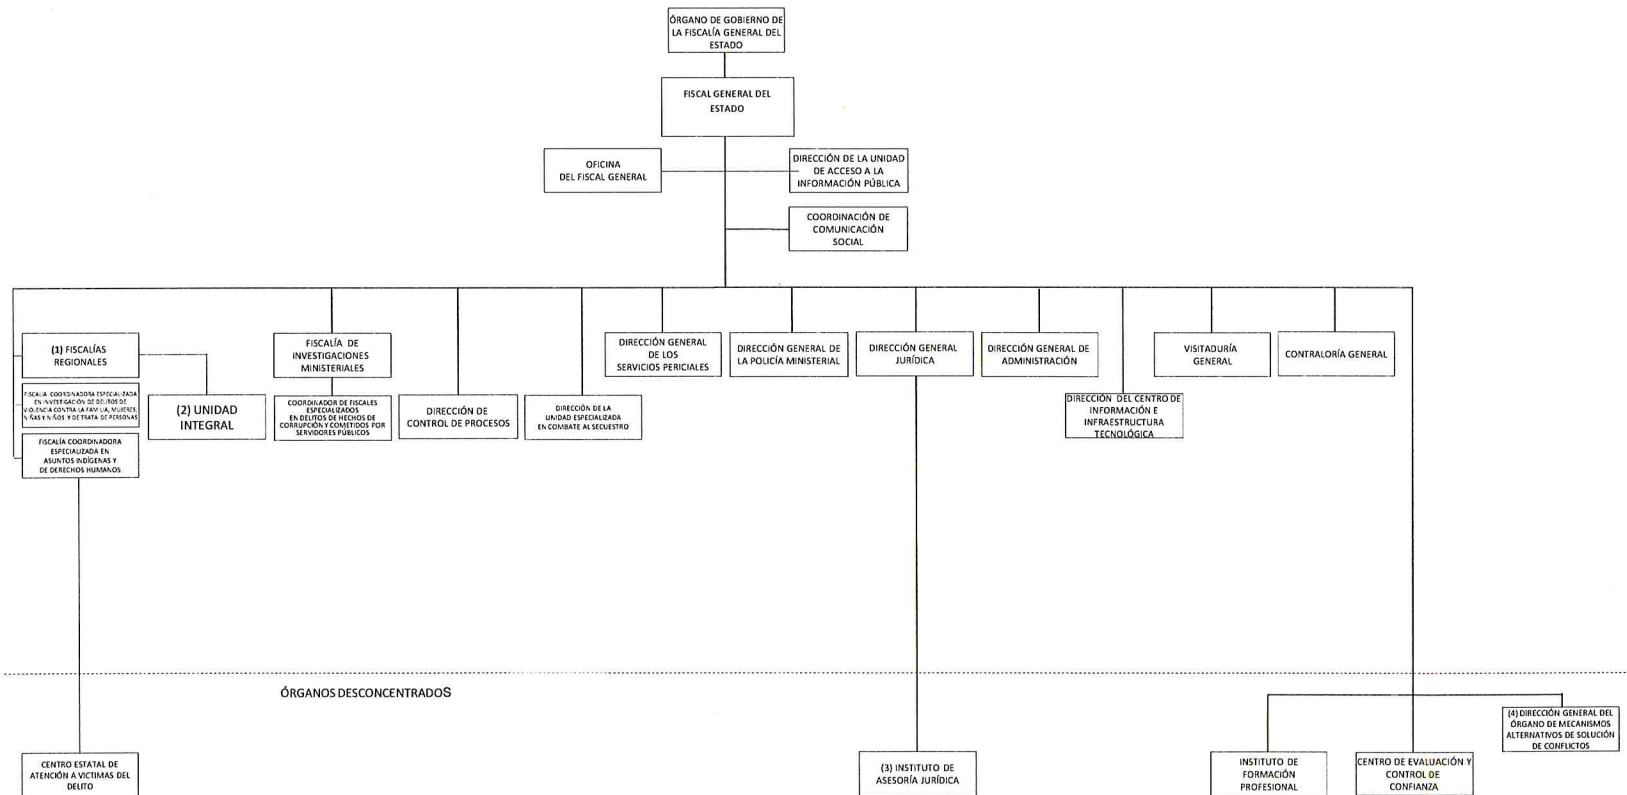 ÓRGANO DE GOBIERNO DE
LA FISCALÍA GENERAL DEL
ESTADO
FISCAL GENERAL DEL
ESTADO
OFICINA
DEL FISCAL GENERAL
DIRECCIÓN DE LA UNIDAD
DE ACCESO A LA
INFORMACIÓN PÚBLICA
COORDINACIÓN DE
COMUNICACIÓN
SOCIAL
(1) FISCALÍAS
REGIONALES
FISCALIA COORDINADORA ESPECIALIZADA
EN INVESTIGACIÓN DE DELITOS DE
VIOLENCIA CONTRA LA FAMILIA, MUJERES,
NIÑAS Y NIÑOS Y DE TRATA DE PERSONAS
FISCALÍA COORDINADORA
ESPECIALIZADA EN
ASUNTOS INDÍGENAS Y
DE DERECHOS HUMANOS
(2) UNIDAD
INTEGRAL
FISCALÍA DE
INVESTIGACIONES
MINISTERIALES
COORDINADOR DE FISCALES
ESPECIALIZADOS
EN DELITOS DE HECHOS DE
CORRUPCIÓN Y COMETIDOS POR
SERVIDORES PÚBLICOS
DIRECCIÓN DE
CONTROL DE PROCESOS
DIRECCIÓN DE LA
UNIDAD ESPECIALIZADA
EN COMBATE AL SECUESTRO
DIRECCIÓN GENERAL
DE LOS
SERVICIOS PERICIALES
DIRECCIÓN GENERAL DE
LA POLICÍA MINISTERIAL
DIRECCIÓN GENERAL
JURÍDICA
DIRECCIÓN GENERAL DE
ADMINISTRACIÓN
DIRECCIÓN DEL CENTRO DE
INFORMACIÓN E
INFRAESTRUCTURA
TECNOLÓGICA
VISITADURÍA
GENERAL
CONTRALORÍA GENERAL
ÓRGANOS DESCONCENTRADOS
CENTRO ESTATAL DE
ATENCIÓN A VICTIMAS DEL
DELITO
(3) INSTITUTO DE
ASESORÍA JURÍDICA
INSTITUTO DE
FORMACIÓN
PROFESIONAL
CENTRO DE EVALUACIÓN Y
CONTROL DE
CONFIANZA
(4) DIRECCIÓN GENERAL DEL
ÓRGANO DE MECANISMOS
ALTERNATIVOS DE SOLUCIÓN
DE CONFLICTOS